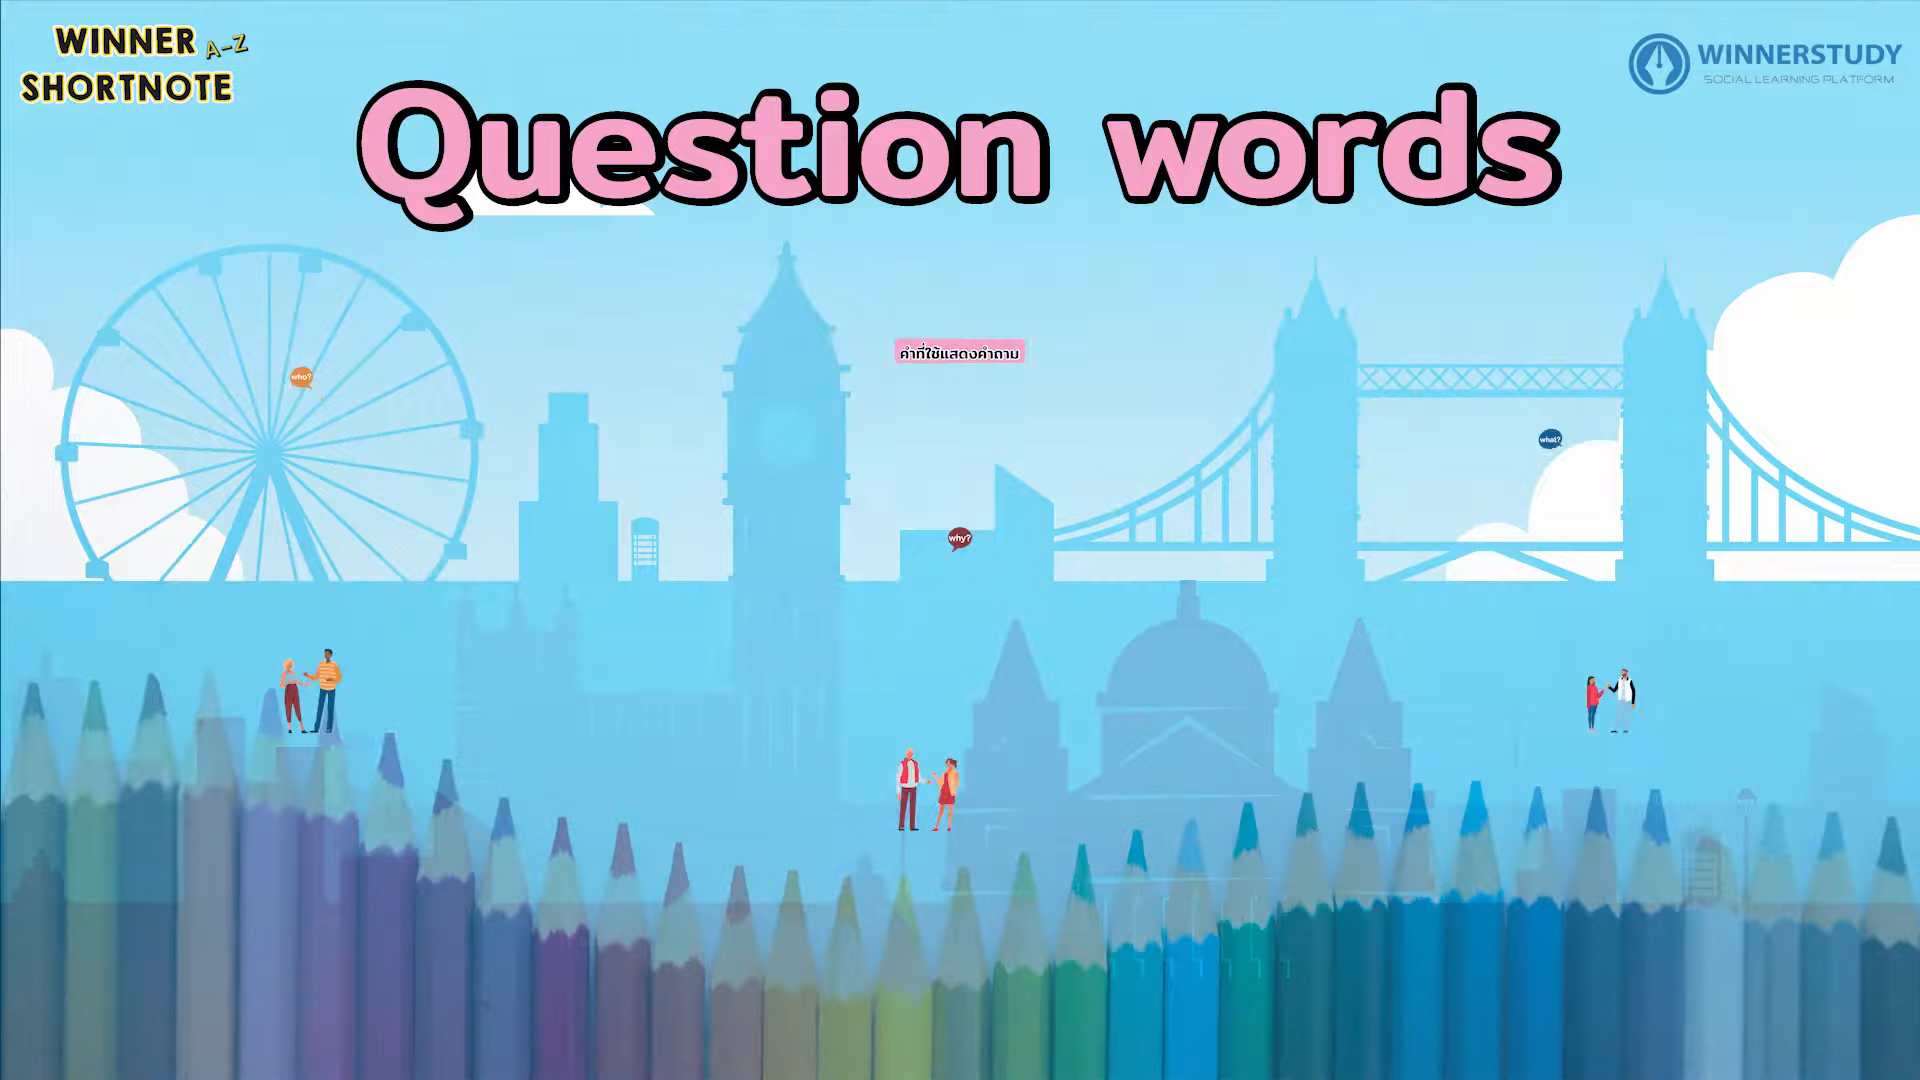 WINNER A-Z
SHORTNOTE
WINNERSTUDY
SOCIAL LEARNING PLATFORM
Question words
คำที่ใช้แสดงคำถาม
who?
what?
why?